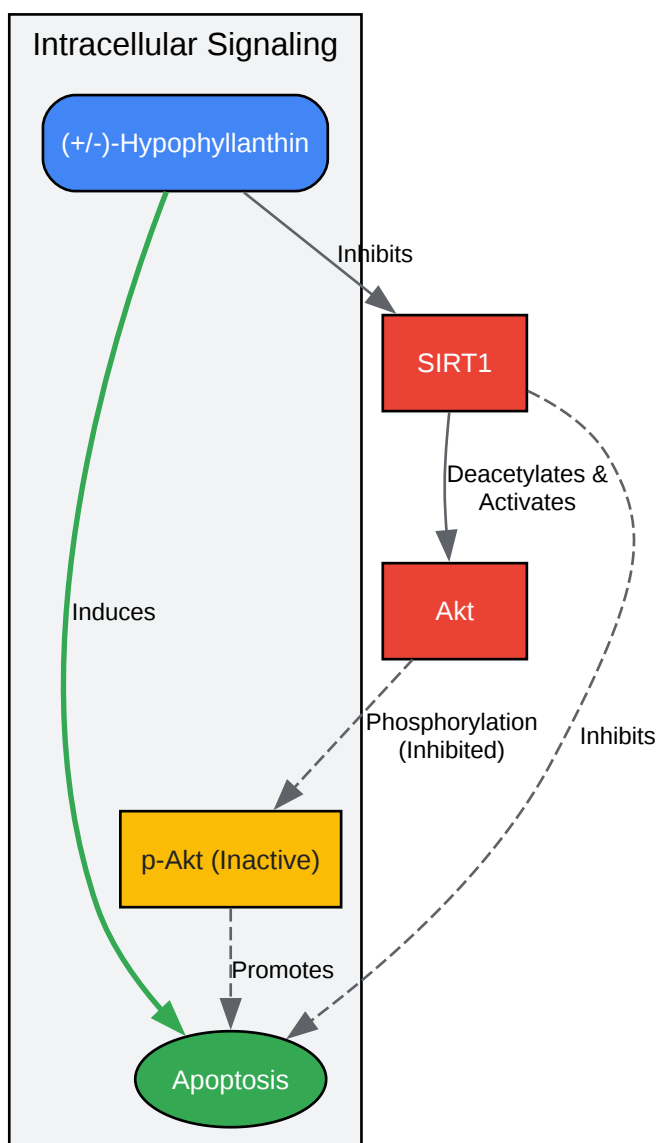 Intracellular Signaling
(+/-)-Hypophyllanthin
Inhibits
SIRT1
Deacetylates &
Activates
Akt
Induces
Phosphorylation
(Inhibited)
Inhibits
p-Akt (Inactive)
Promotes
Apoptosis